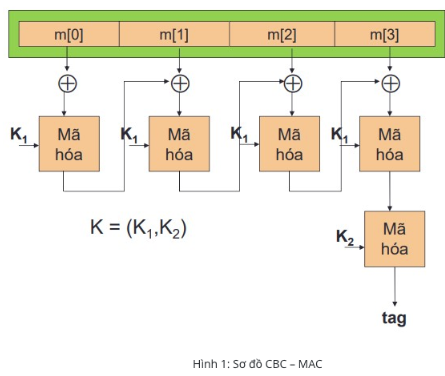 m[0] m[1] m[2] m[3]
K₁ Mã hóa K₁ Mã hóa K₁ Mã hóa K₁ Mã hóa
K = (K₁,K₂)
K₂ Mã hóa
tag
Hình 1: Sơ đồ CBC – MAC